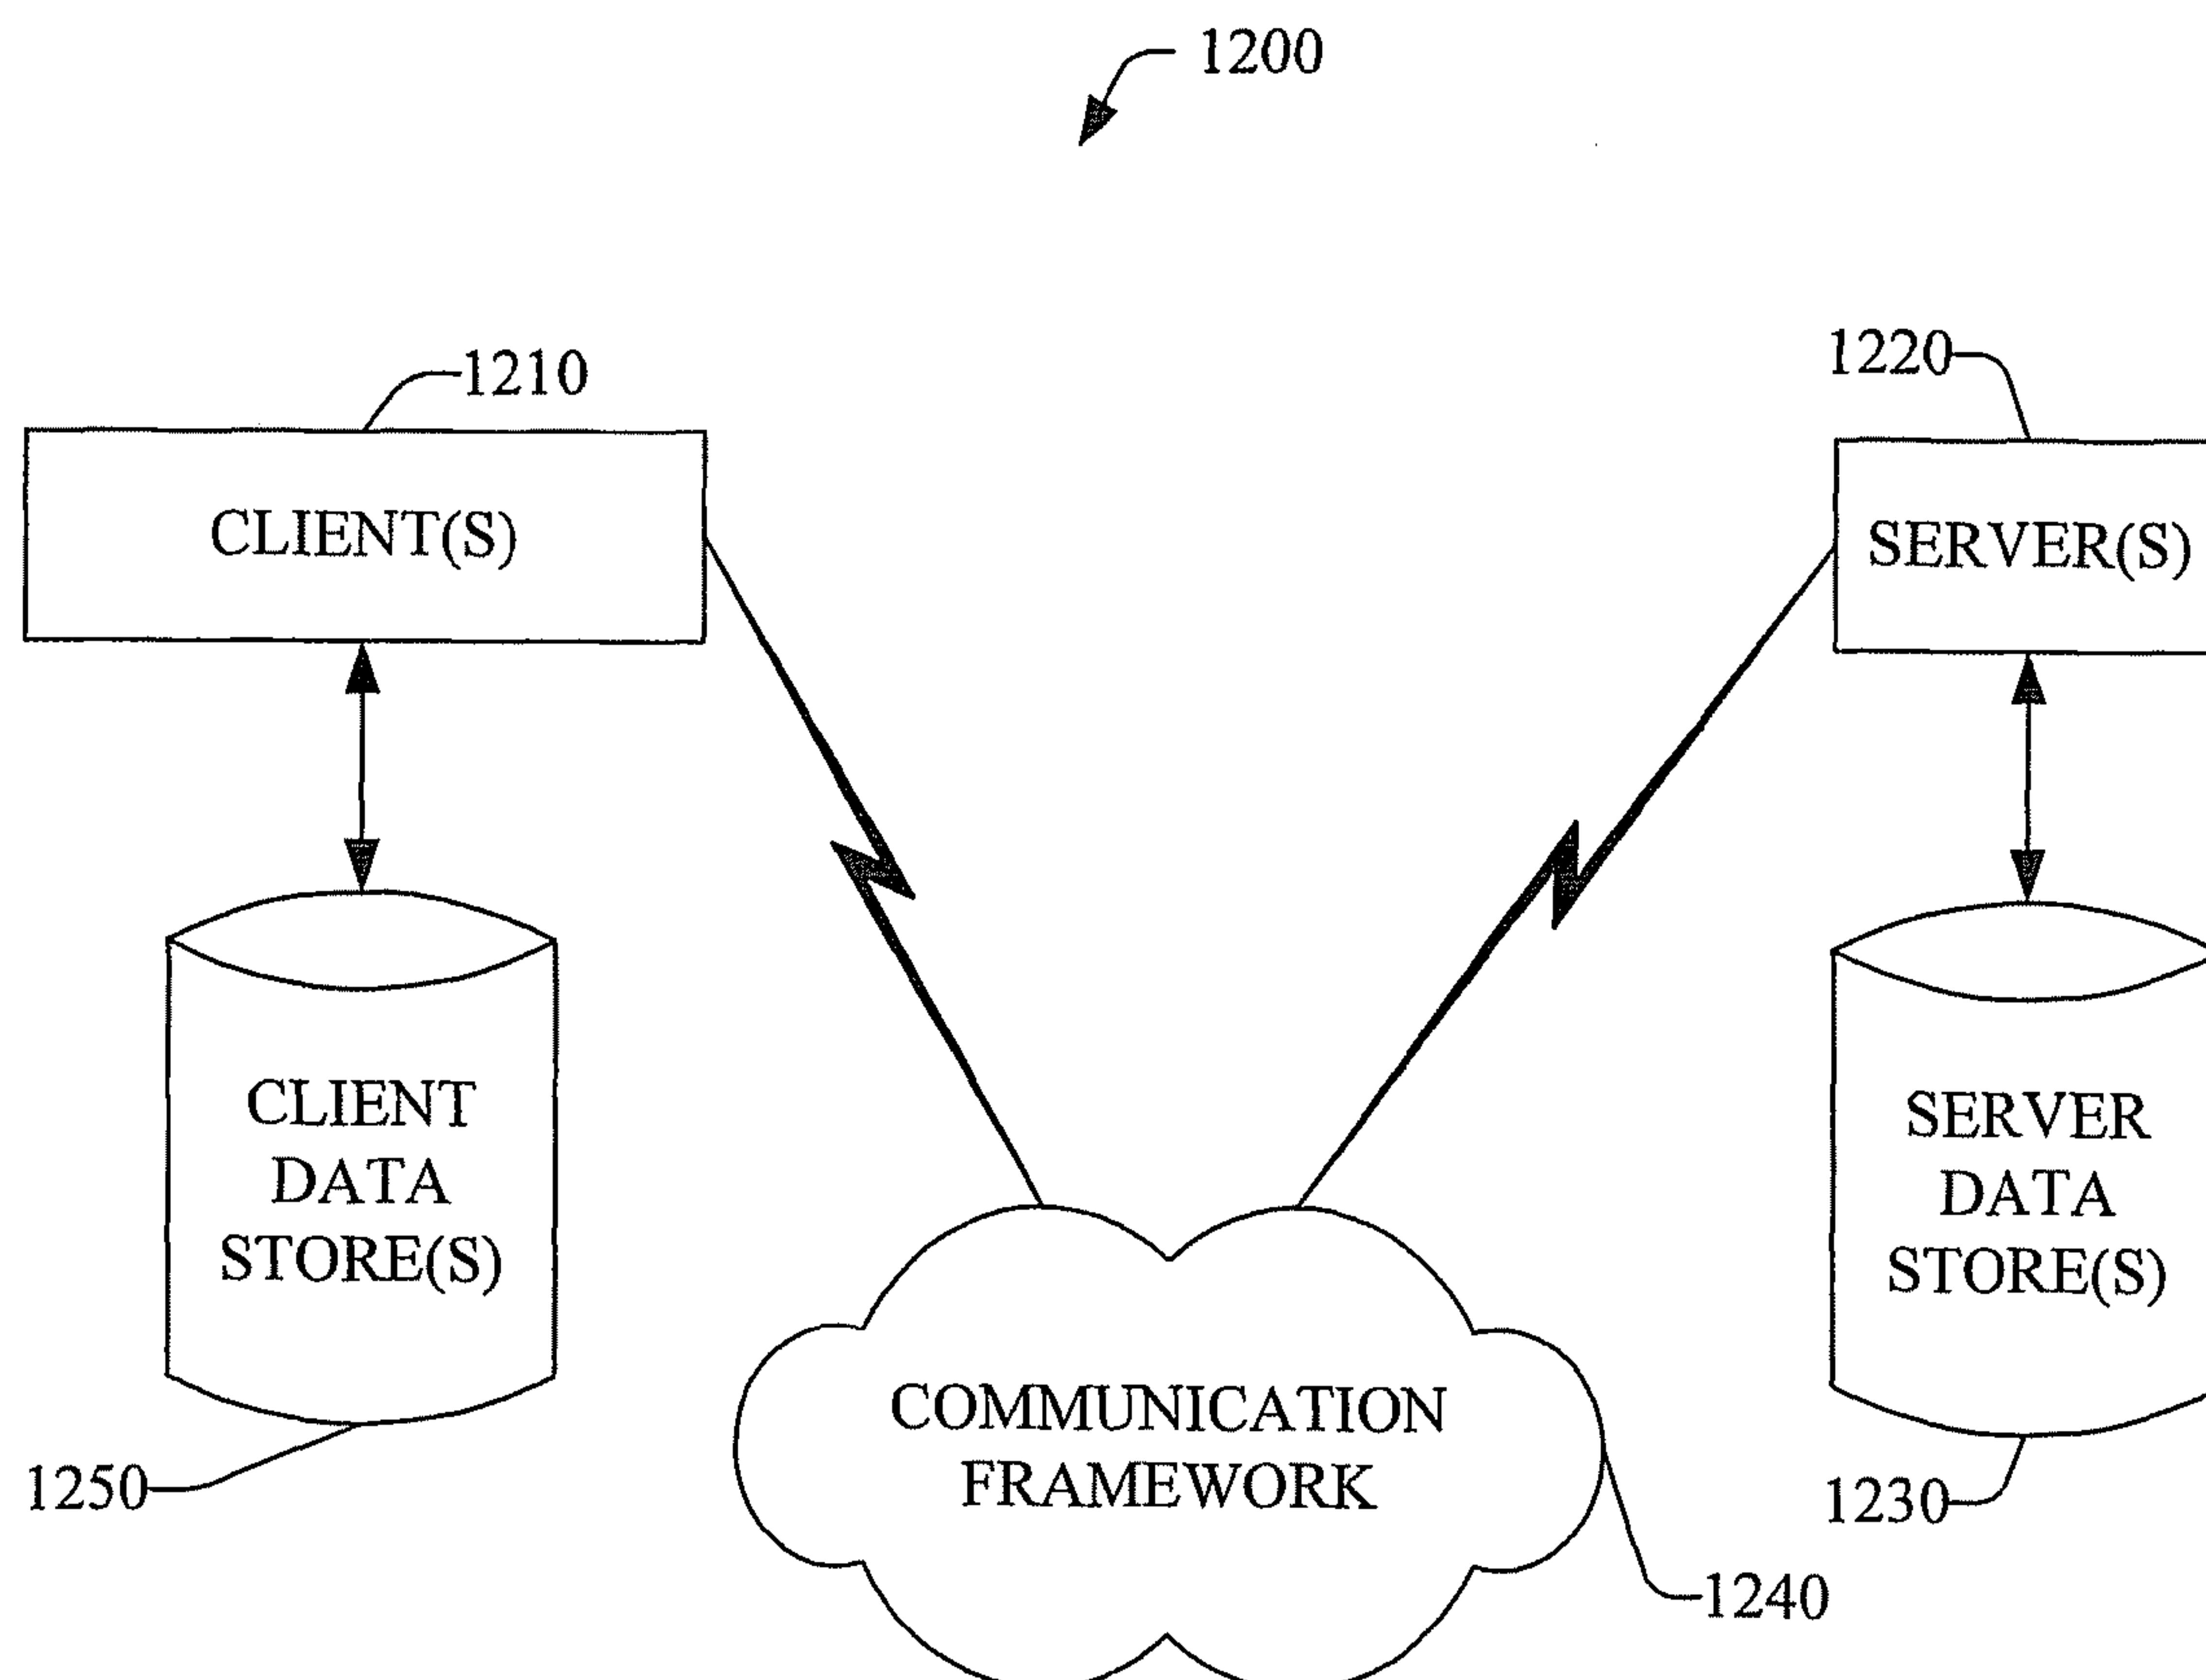 1200
1210
1220
CLIENT(S)
SERVER(S)
CLIENT
DATA
STORE(S)
SERVER
DATA
STORE(S)
COMMUNICATION
FRAMEWORK
1250
1230
1240